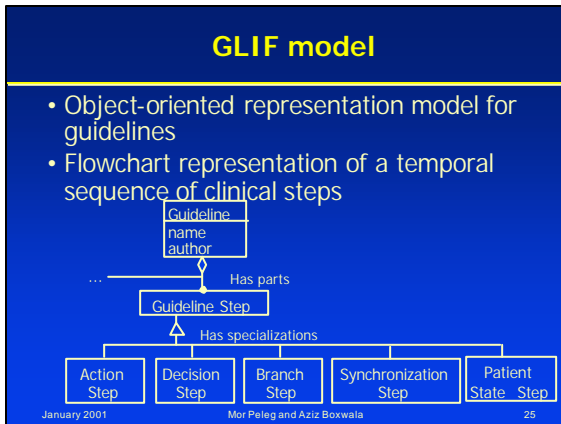 GLIF model
• Object-oriented representation model for
guidelines
• Flowchart representation of a temporal
sequence of clinical steps
Guideline
name
author
...
Has parts
Guideline Step
Has specializations
Action
Step
Decision
Step
Branch
Step
Synchronization
Step
Patient
State Step
January 2001
Mor Peleg and Aziz Boxwala
25